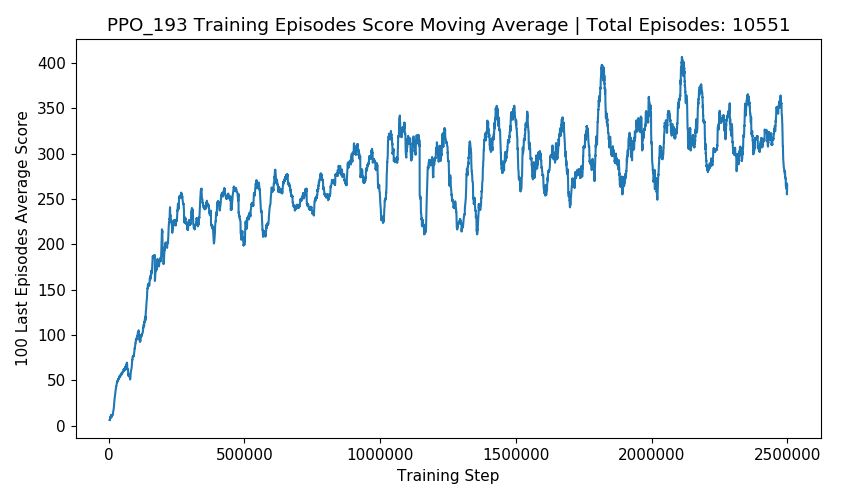 PPO_193 Training Episodes Score Moving Average | Total Episodes: 10551
100 Last Episodes Average Score
400
350
300
250
200
150
100
50
0
0 500000 1000000 1500000 2000000 2500000
Training Step